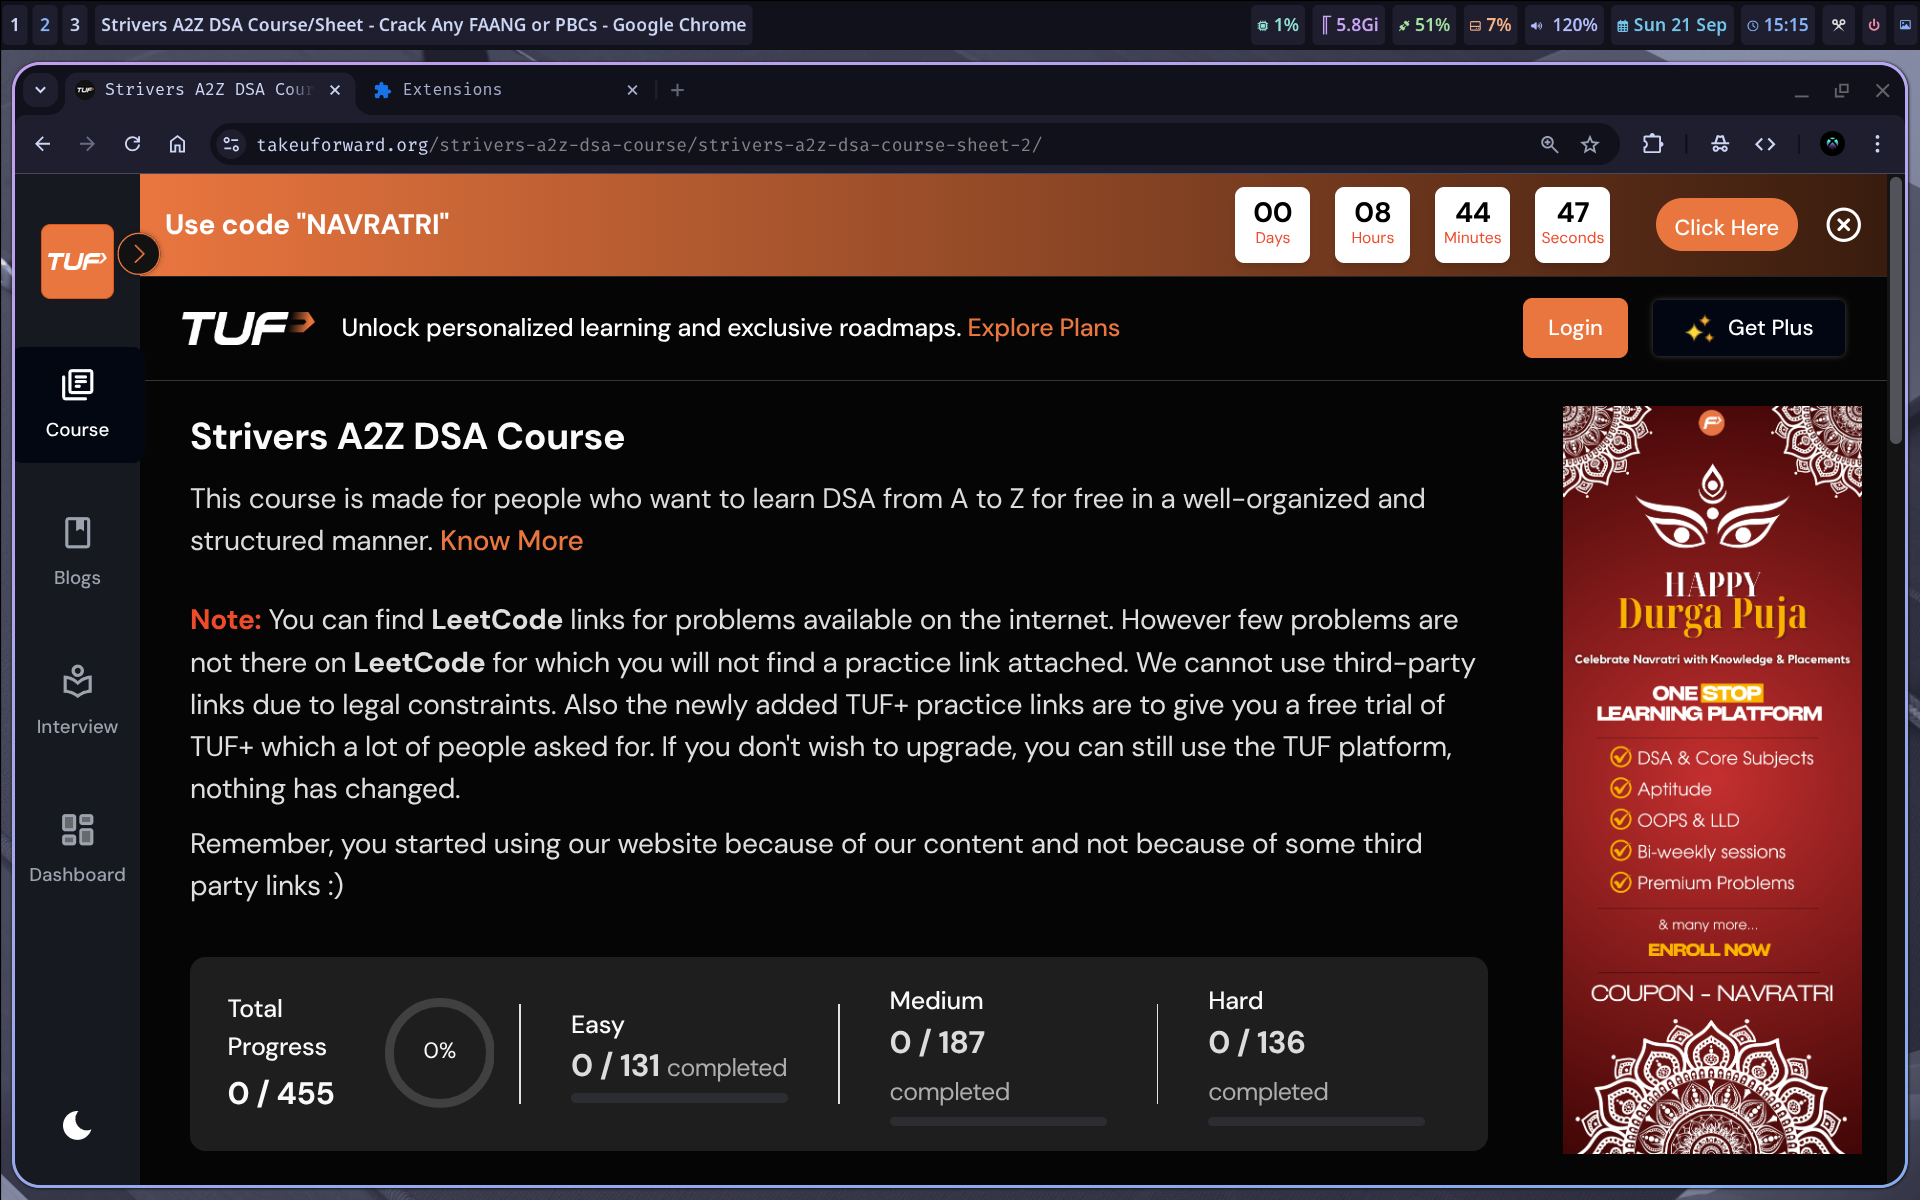 1 2 3 Strivers A2Z DSA Course/Sheet - Crack Any FAANG or PBCs - Google Chrome 1% 5.8Gi 51% 7% 120% Sun 21 Sep 15:15
TUF Strivers A2Z DSA Cour Extensions
takeuforward.org/strivers-a2z-dsa-course/strivers-a2z-dsa-course-sheet-2/
TUF
Course
Blogs
Interview
Dashboard
Use code "NAVRATRI"
00 08 44 47
Days Hours Minutes Seconds
Click Here
TUF Unlock personalized learning and exclusive roadmaps. Explore Plans Login Get Plus
Strivers A2Z DSA Course
This course is made for people who want to learn DSA from A to Z for free in a well-organized and
structured manner. Know More
Note: You can find LeetCode links for problems available on the internet. However few problems are
not there on LeetCode for which you will not find a practice link attached. We cannot use third-party
links due to legal constraints. Also the newly added TUF+ practice links are to give you a free trial of
TUF+ which a lot of people asked for. If you don't wish to upgrade, you can still use the TUF platform,
nothing has changed.
Remember, you started using our website because of our content and not because of some third
party links :)
Total
Progress
0 / 455
0%
Easy
0 / 131 completed
Medium
0 / 187
completed
Hard
0 / 136
completed
HAPPY
Durga Puja
Celebrate Navratri with Knowledge & Placements
ONE STOP
LEARNING PLATFORM
DSA & Core Subjects
Aptitude
OOPS & LLD
Bi-weekly sessions
Premium Problems
& many more...
ENROLL NOW
COUPON - NAVRATRI